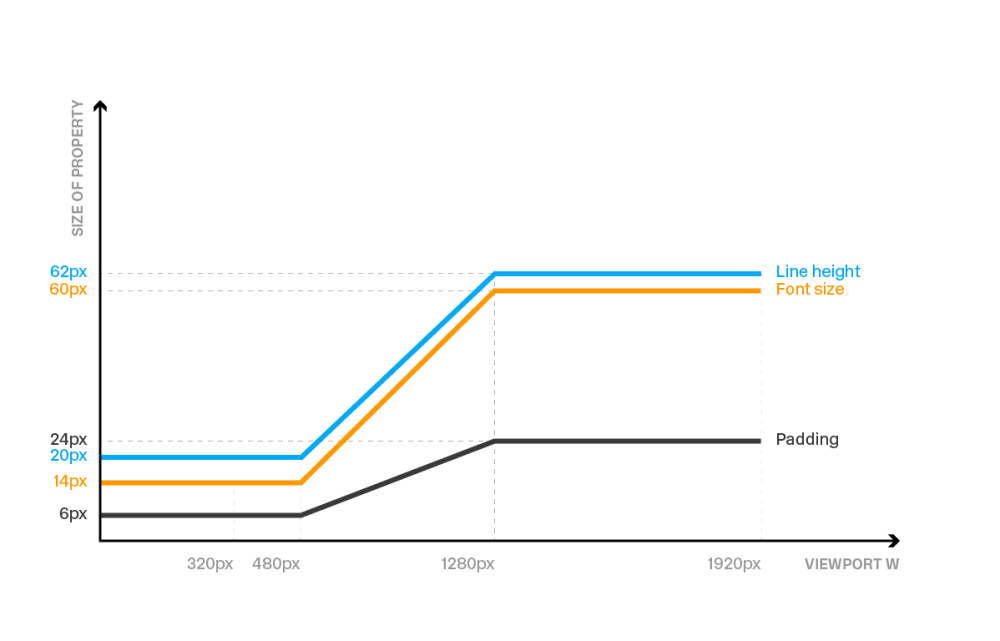 SIZE OF PROPERTY
62px
Line height
60px
Font size
24px
Padding
20px
14px
6px
320px
480px
1280px
1920px
VIEWPORT W